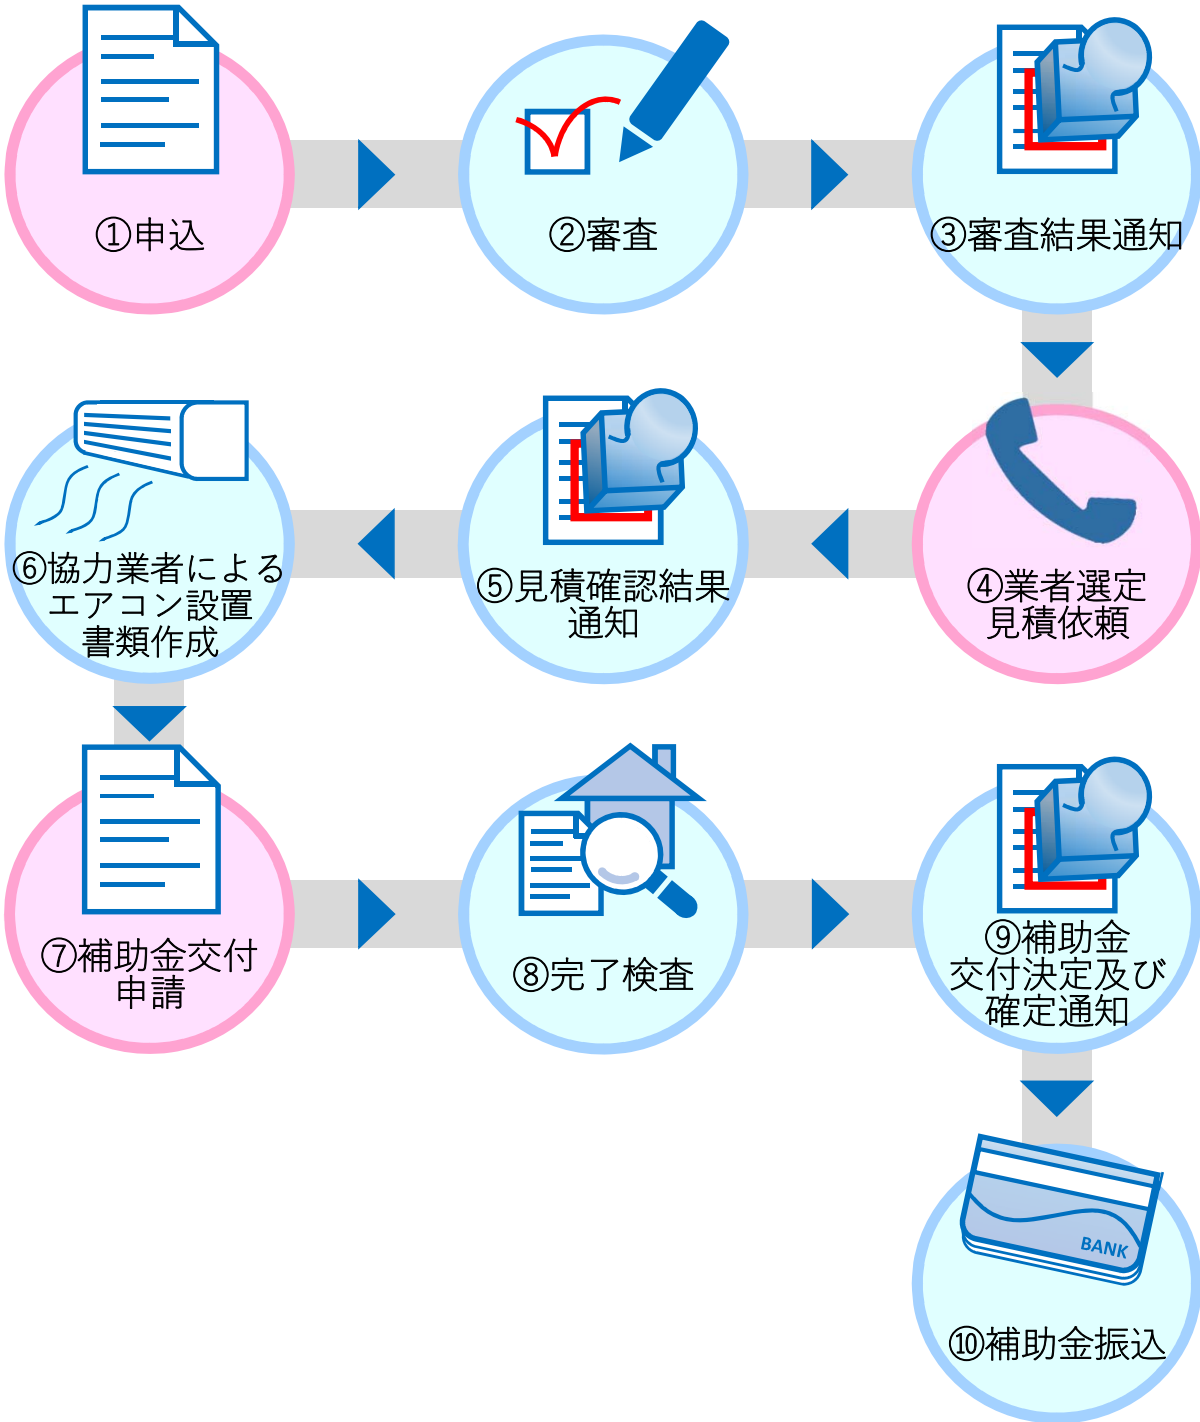 ①申込
②審査
③審査結果通知
④業者選定
見積依頼
⑤見積確認結果
通知
⑥協力業者による
エアコン設置
書類作成
⑦補助金交付
申請
⑧完了検査
⑨補助金
交付決定及び
確定通知
BANK
⑩補助金振込